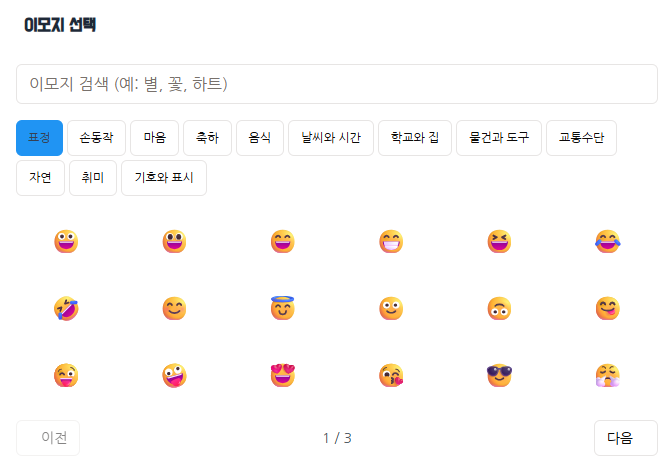 이모지 선택
이모지 검색 (예: 별, 꽃, 하트)
표정 손동작 마음 축하 음식 날씨와 시간 학교와 집 물건과 도구 교통수단
자연 취미 기호와 표시
이전 1 / 3 다음